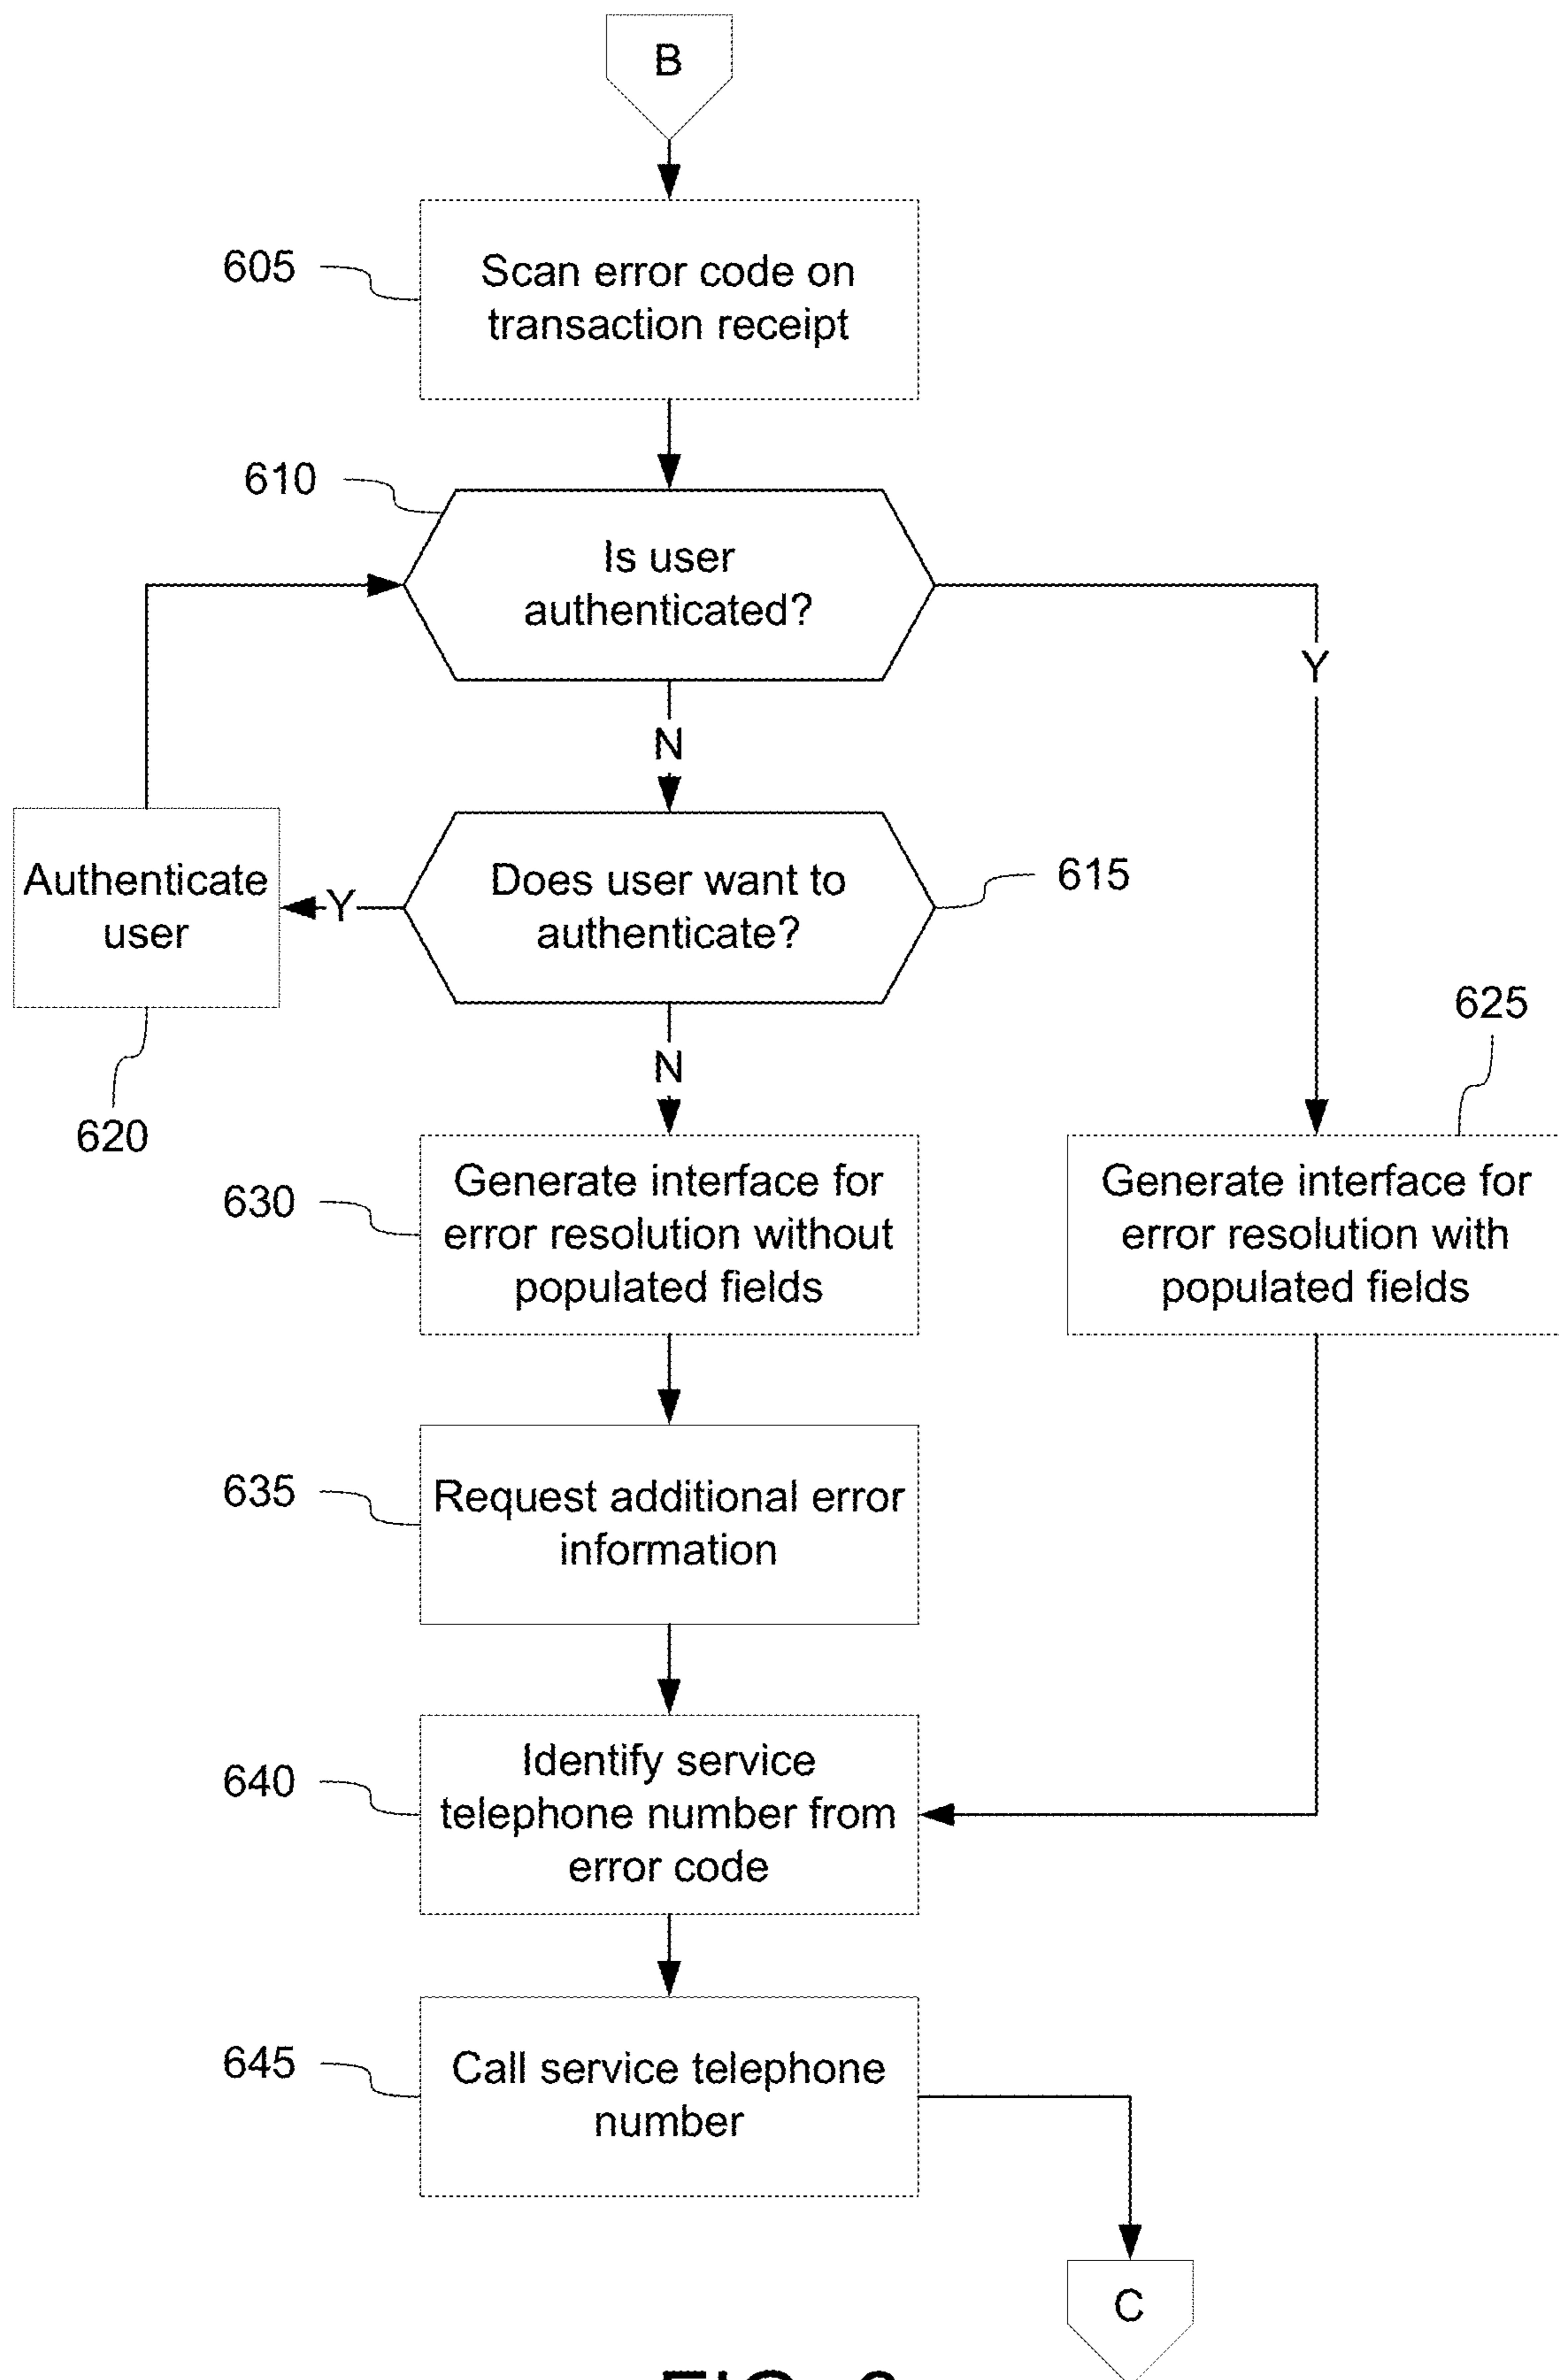 B
605
Scan error code on
transaction receipt
610
Is user
authenticated?
Y
N
Authenticate
user
Y
Does user want to
authenticate?
615
620
N
625
630
Generate interface for
error resolution without
populated fields
Generate interface for
error resolution with
populated fields
635
Request additional error
information
640
Identify service
telephone number from
error code
645
Call service telephone
number
C